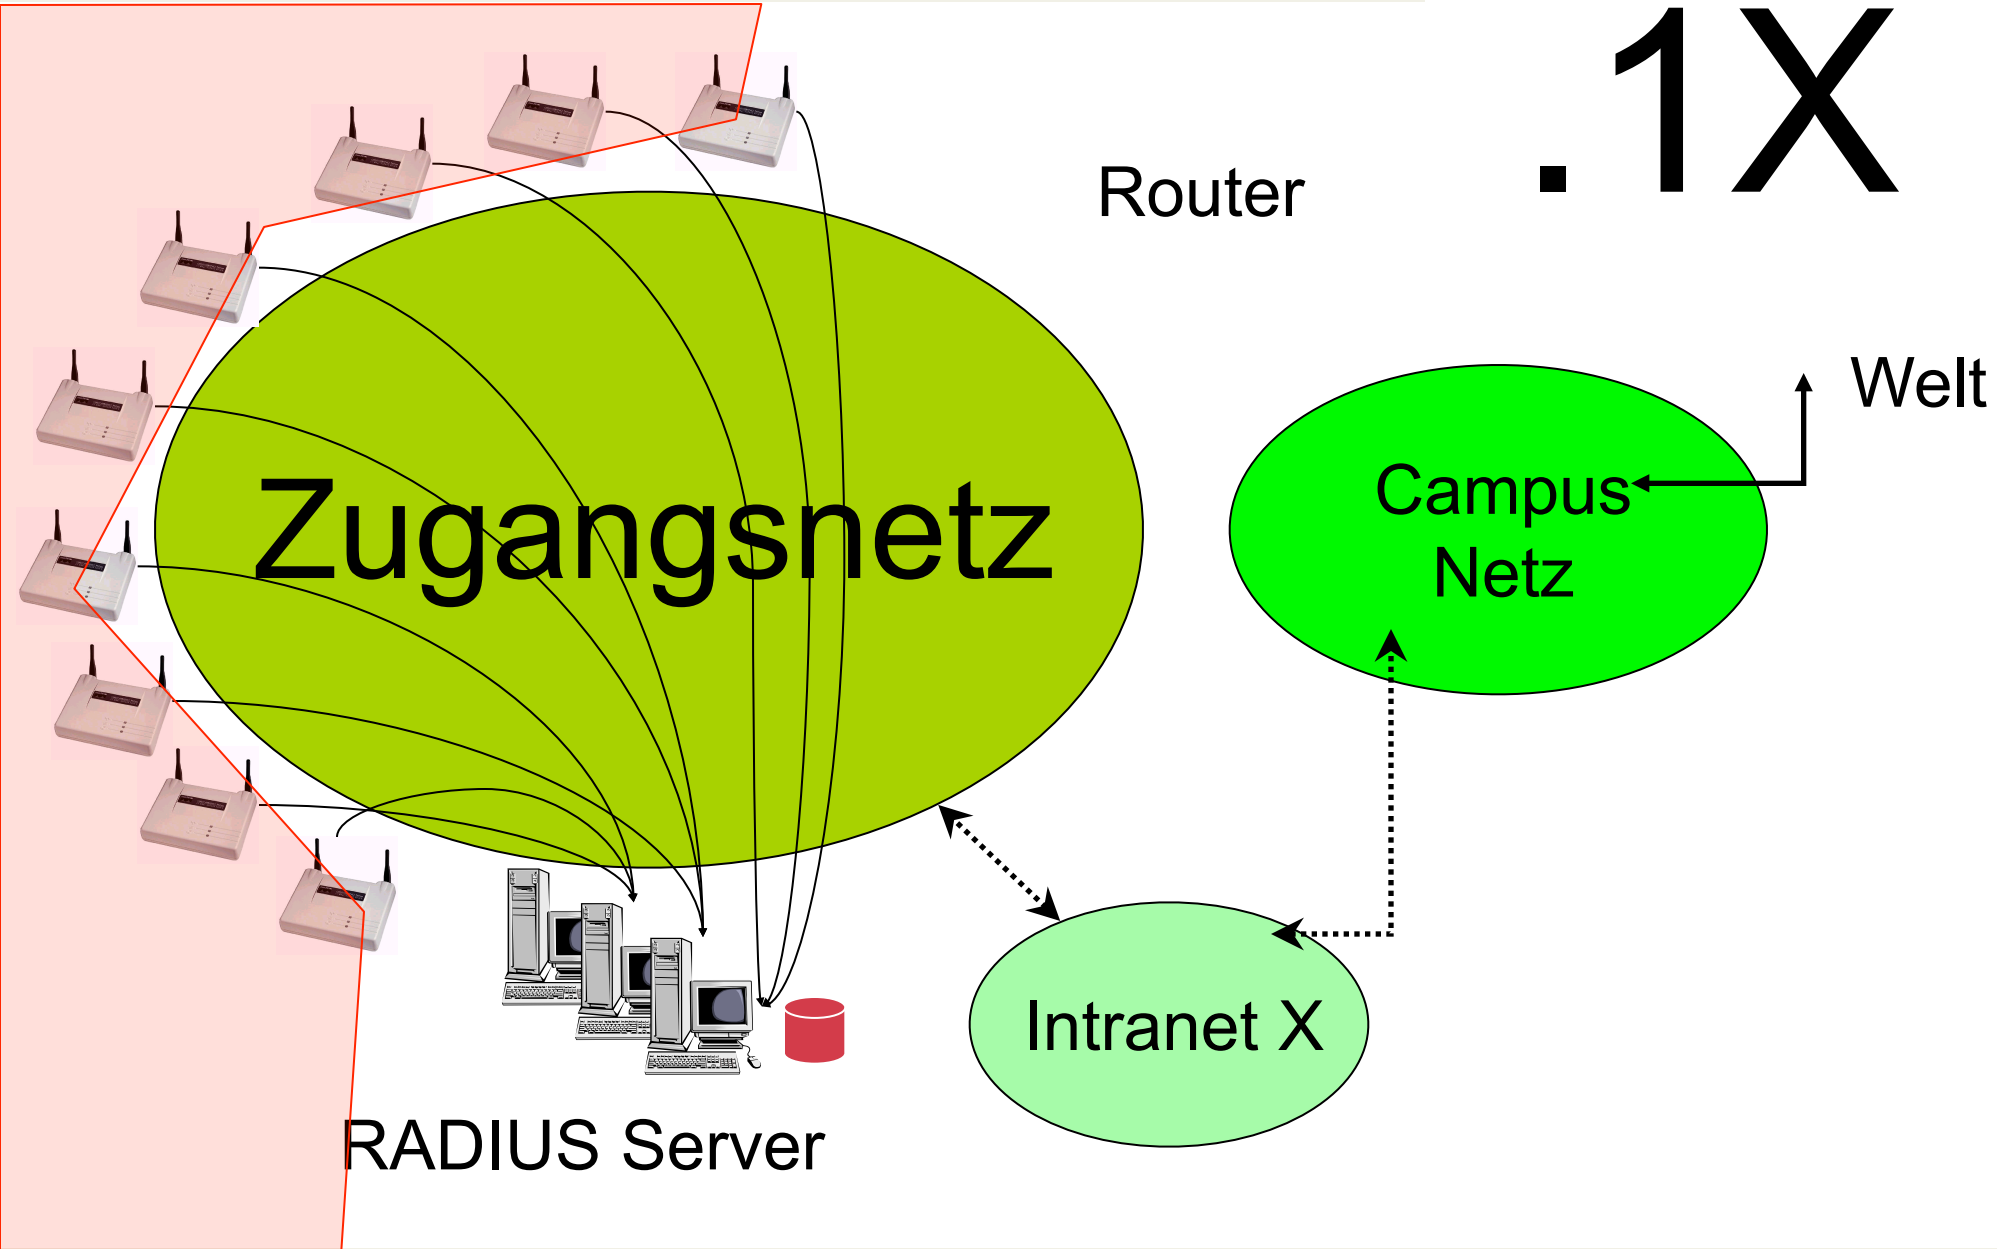 .1X
Router
Welt
Zugangsnetz
Campus
Netz
Intranet X
RADIUS Server